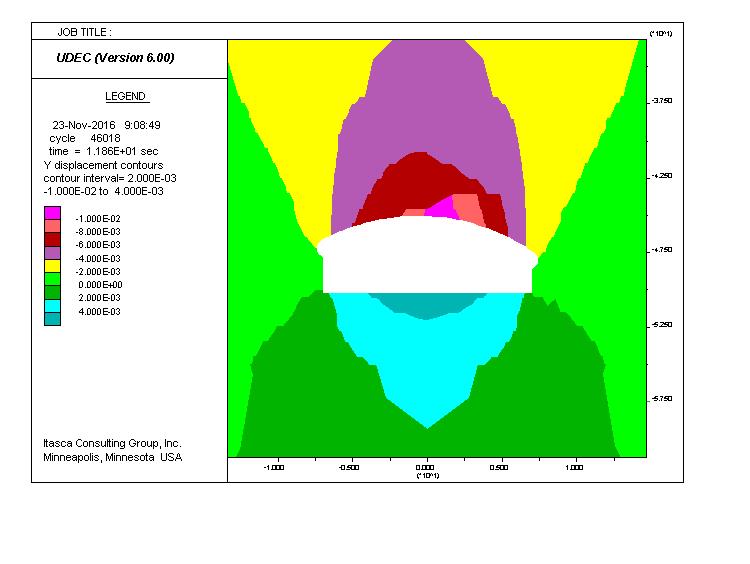 JOB TITLE :
UDEC (Version 6.00)
LEGEND
23-Nov-2016 9:08:49
cycle 46018
time = 1.186E+01 sec
Y displacement contours
contour interval= 2.000E-03
-1.000E-02 to 4.000E-03
-1.000E-02
-8.000E-03
-6.000E-03
-4.000E-03
-2.000E-03
0.000E+00
2.000E-03
4.000E-03
Itasca Consulting Group, Inc.
Minneapolis, Minnesota USA
(*10^1)
-3.750
-4.250
-4.750
-5.250
-5.750
-1.000 -0.500 0.000 0.500 1.000
(*10^1)